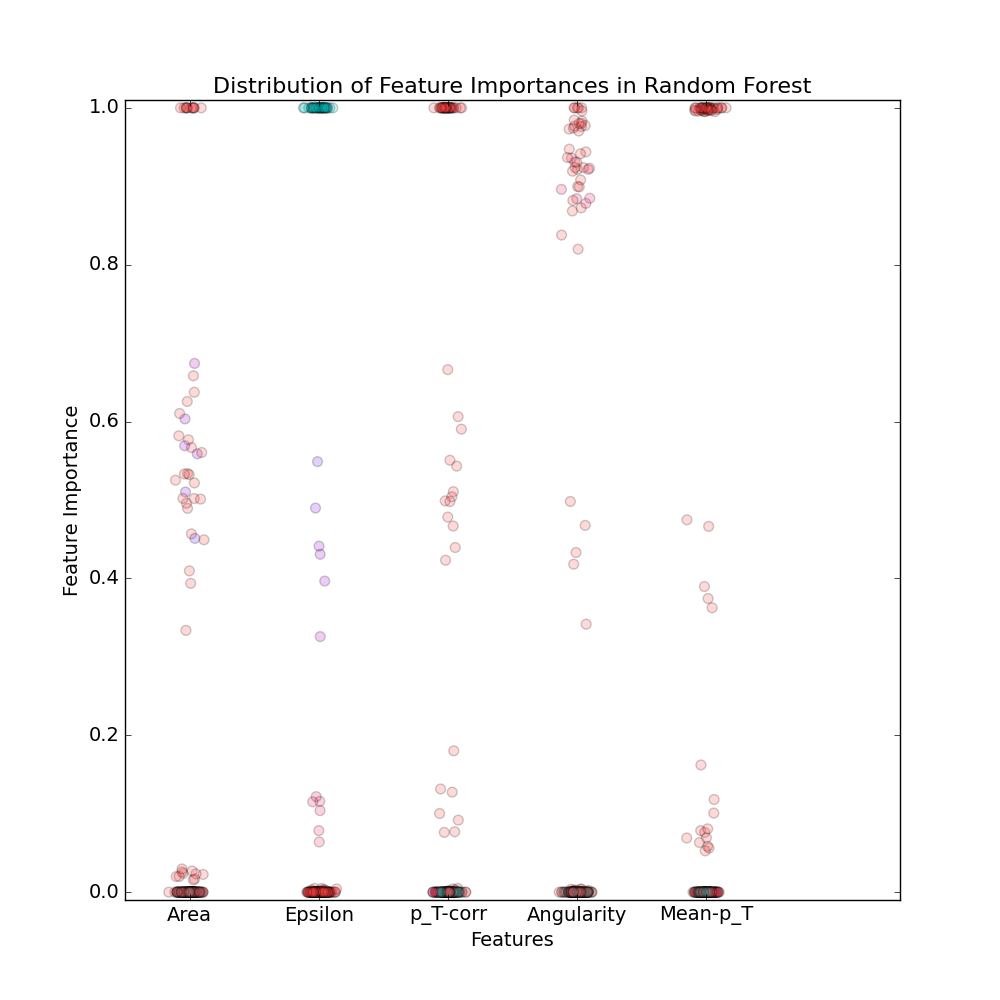 Distribution of Feature Importances in Random Forest
1.0
0.8
0.6
0.4
0.2
0.0
Feature Importance
Area Epsilon p_T-corr Angularity Mean-p_T
Features